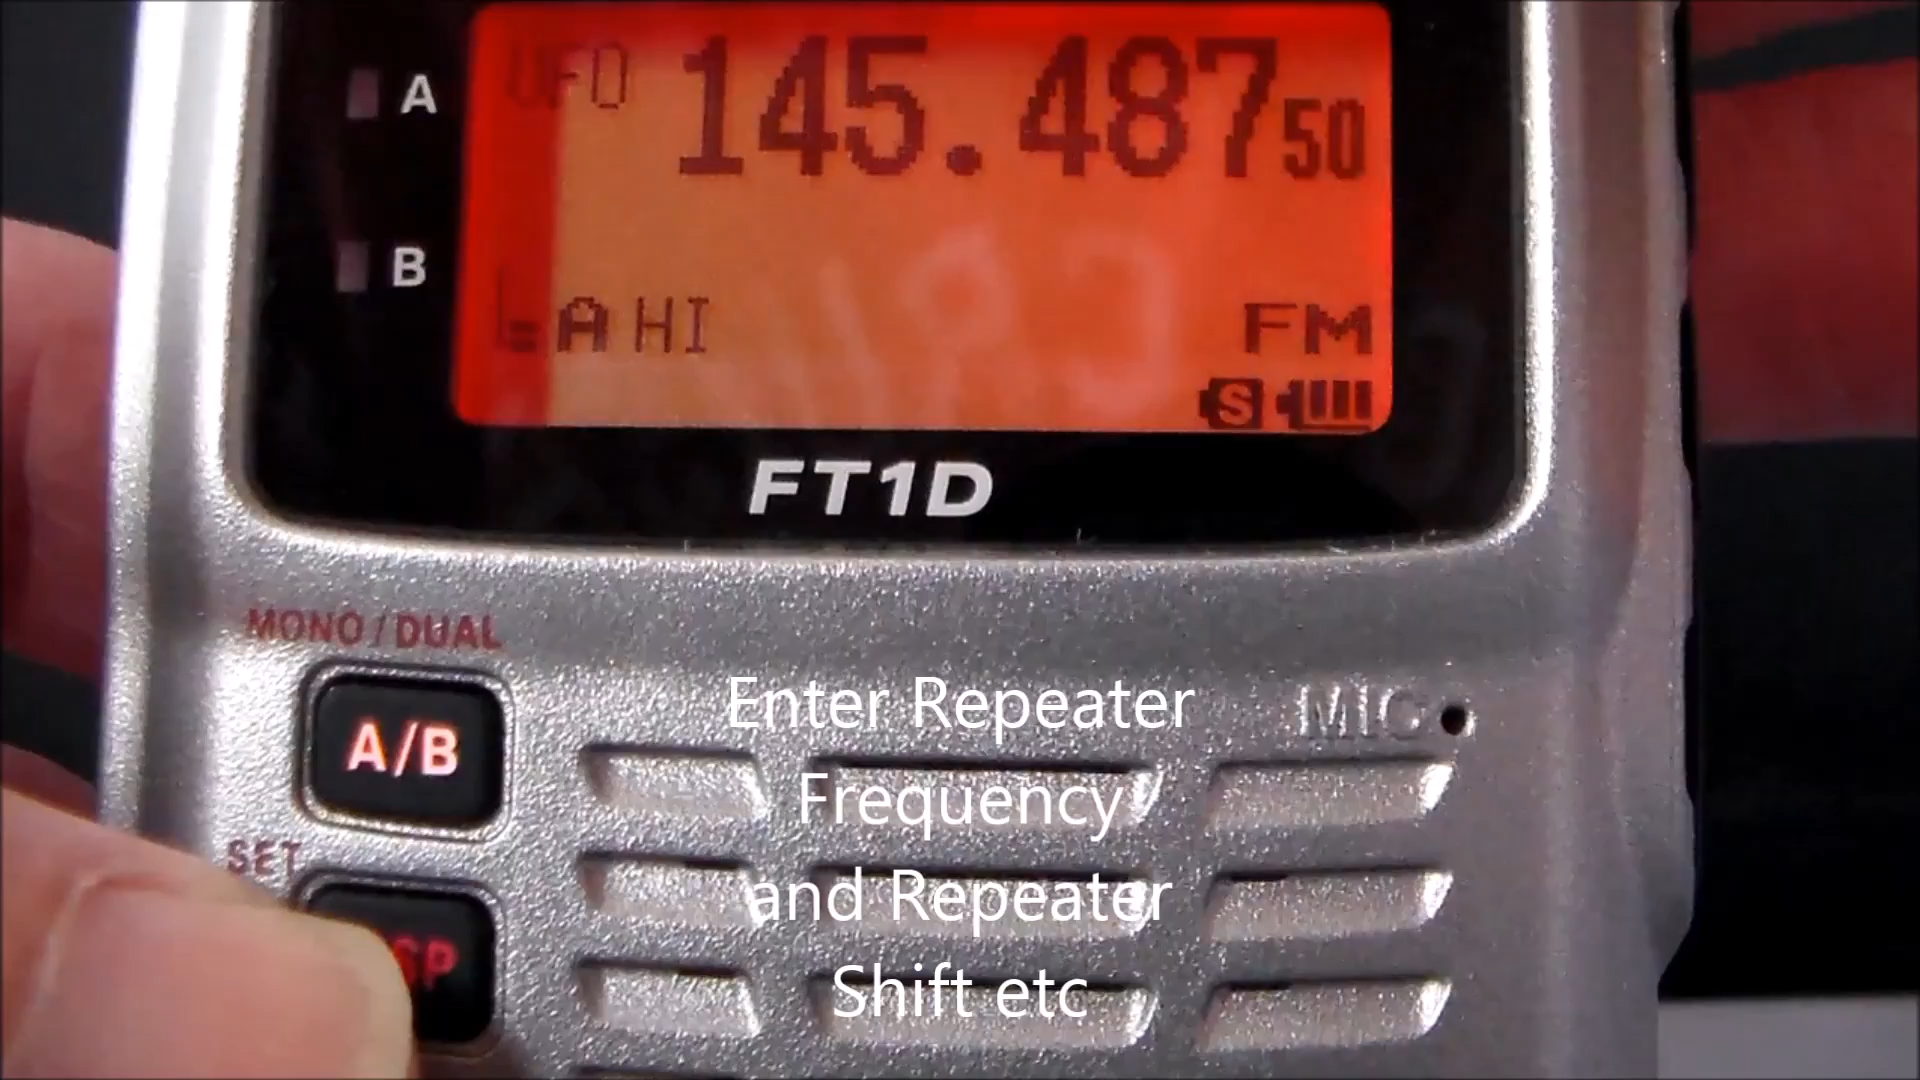 A
VFO 145.48750
B
A HI FM
S
FT1D
MONO/DUAL
A/B
Enter Repeater
MIC
Frequency
SET
and Repeater
Shift etc